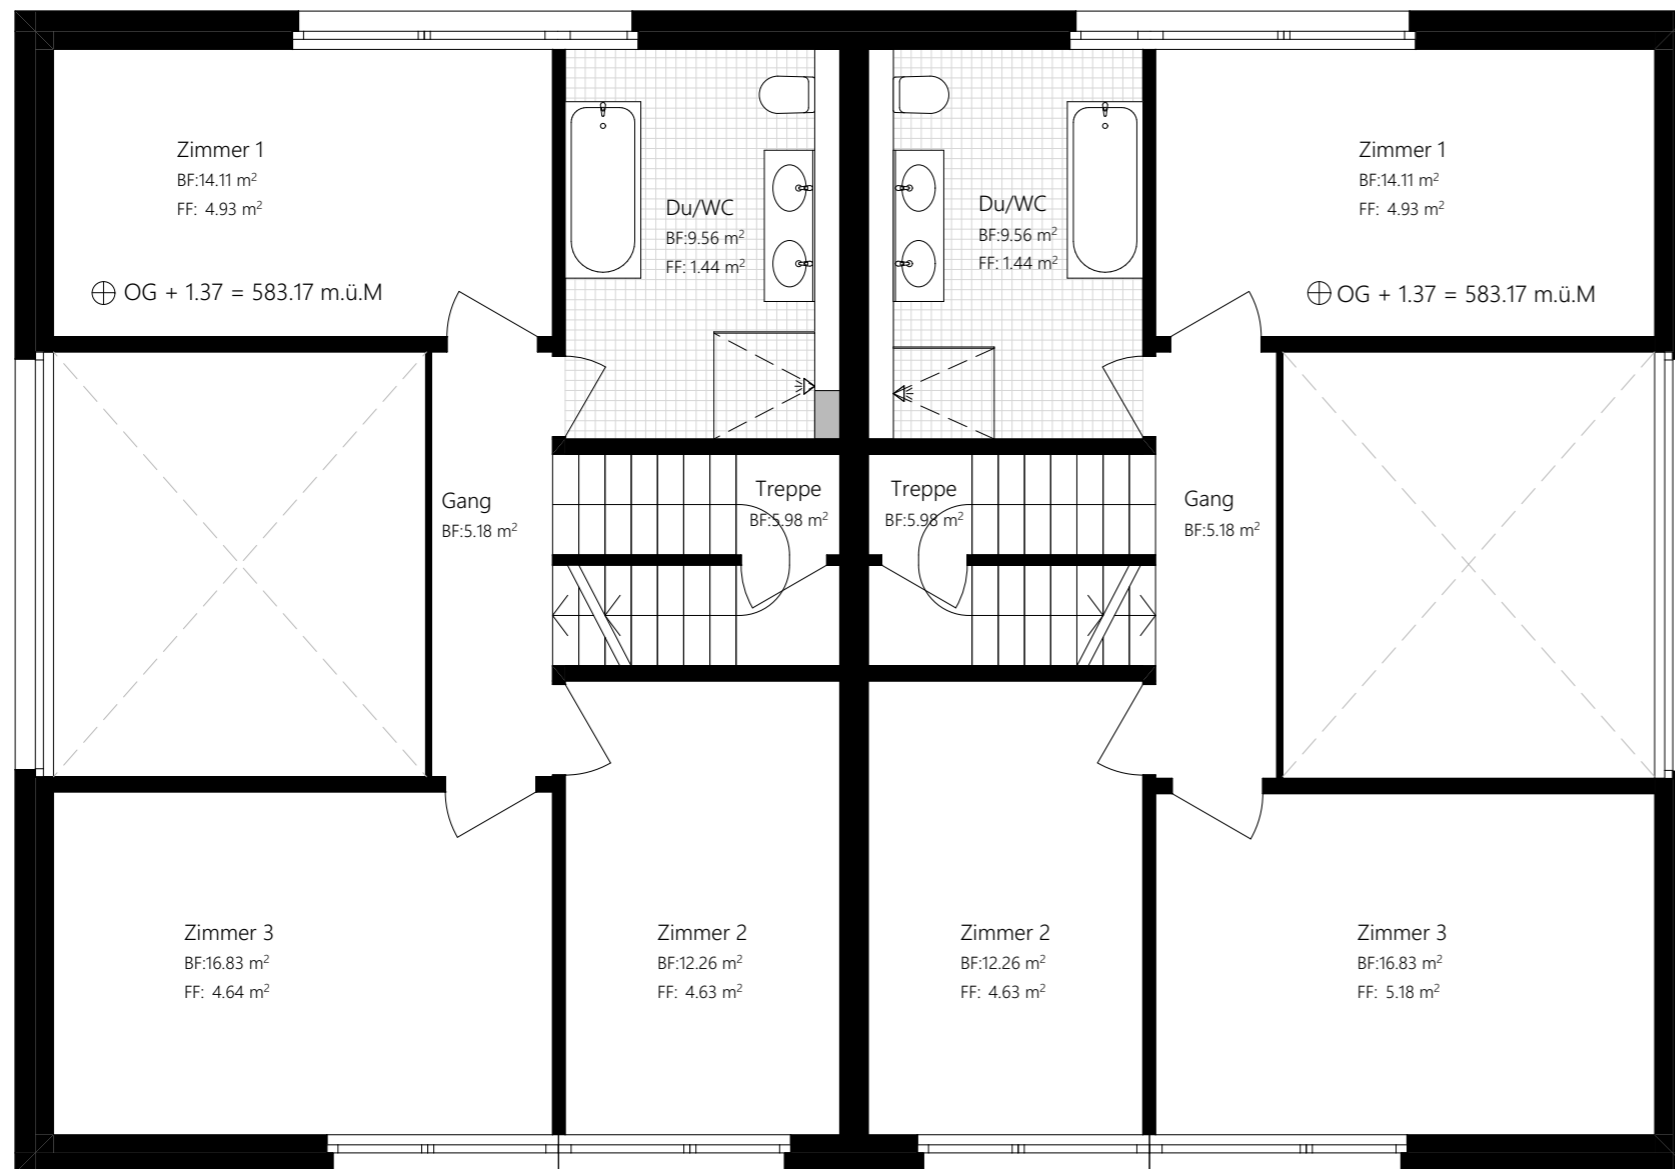 Zimmer 1
BF:14.11 m²
FF: 4.93 m²
⊕ OG + 1.37 = 583.17 m.ü.M
Du/WC
BF:9.56 m²
FF: 1.44 m²
Du/WC
BF:9.56 m²
FF: 1.44 m²
Zimmer 1
BF:14.11 m²
FF: 4.93 m²
⊕ OG + 1.37 = 583.17 m.ü.M
Gang
BF:5.18 m²
Treppe
BF:5.98 m²
Treppe
BF:5.98 m²
Gang
BF:5.18 m²
Zimmer 3
BF:16.83 m²
FF: 4.64 m²
Zimmer 2
BF:12.26 m²
FF: 4.63 m²
Zimmer 2
BF:12.26 m²
FF: 4.63 m²
Zimmer 3
BF:16.83 m²
FF: 5.18 m²